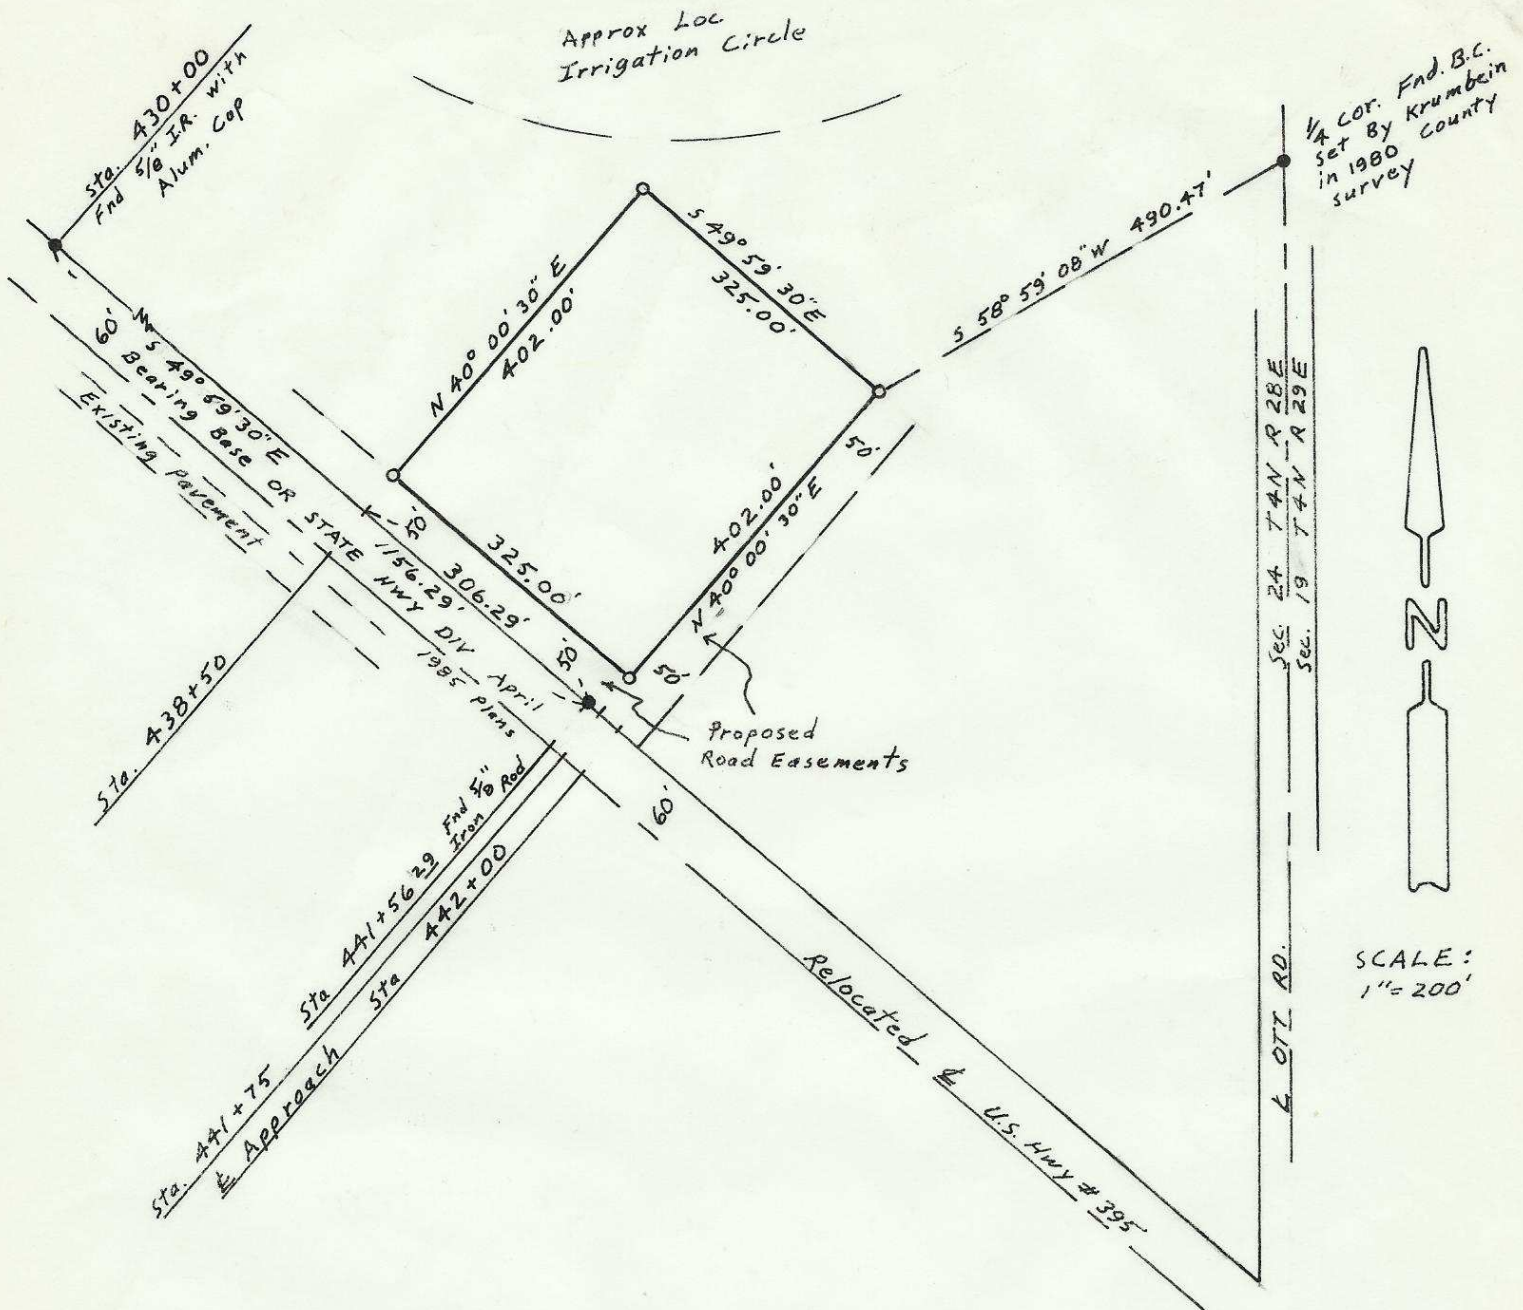 Approx Loc
Irrigation Circle
Sta. 430+00
Fnd 5/8" I.R. with
Alum. Cap
1/4 Cor. Fnd. B.C.
Set By Krumbein
in 1980 County
Survey
S 49° 59' 30" E
325.00'
S 58° 59' 08" W 490.47'
N 40° 00' 30" E
402.00'
60'
S 49° 59' 30" E
Bearing Base OR STATE HWY DIV April
1985 Plans
Existing Pavement
50'
1156.29'
306.29'
325.00'
50'
50'
402.00'
N 40° 00' 30" E
50'
Proposed
Road Easements
Sta. 438+50
Sta 441+56 29 Fnd 5/8"
Iron Rod
Sta. 441+75
℄ Approach Sta 442+00
60'
Relocated ℄ U.S. Hwy # 395
Sec. 24 T4N R 28E
Sec. 19 T4N R 29E
℄ OTT RD.
N
SCALE:
1"=200'